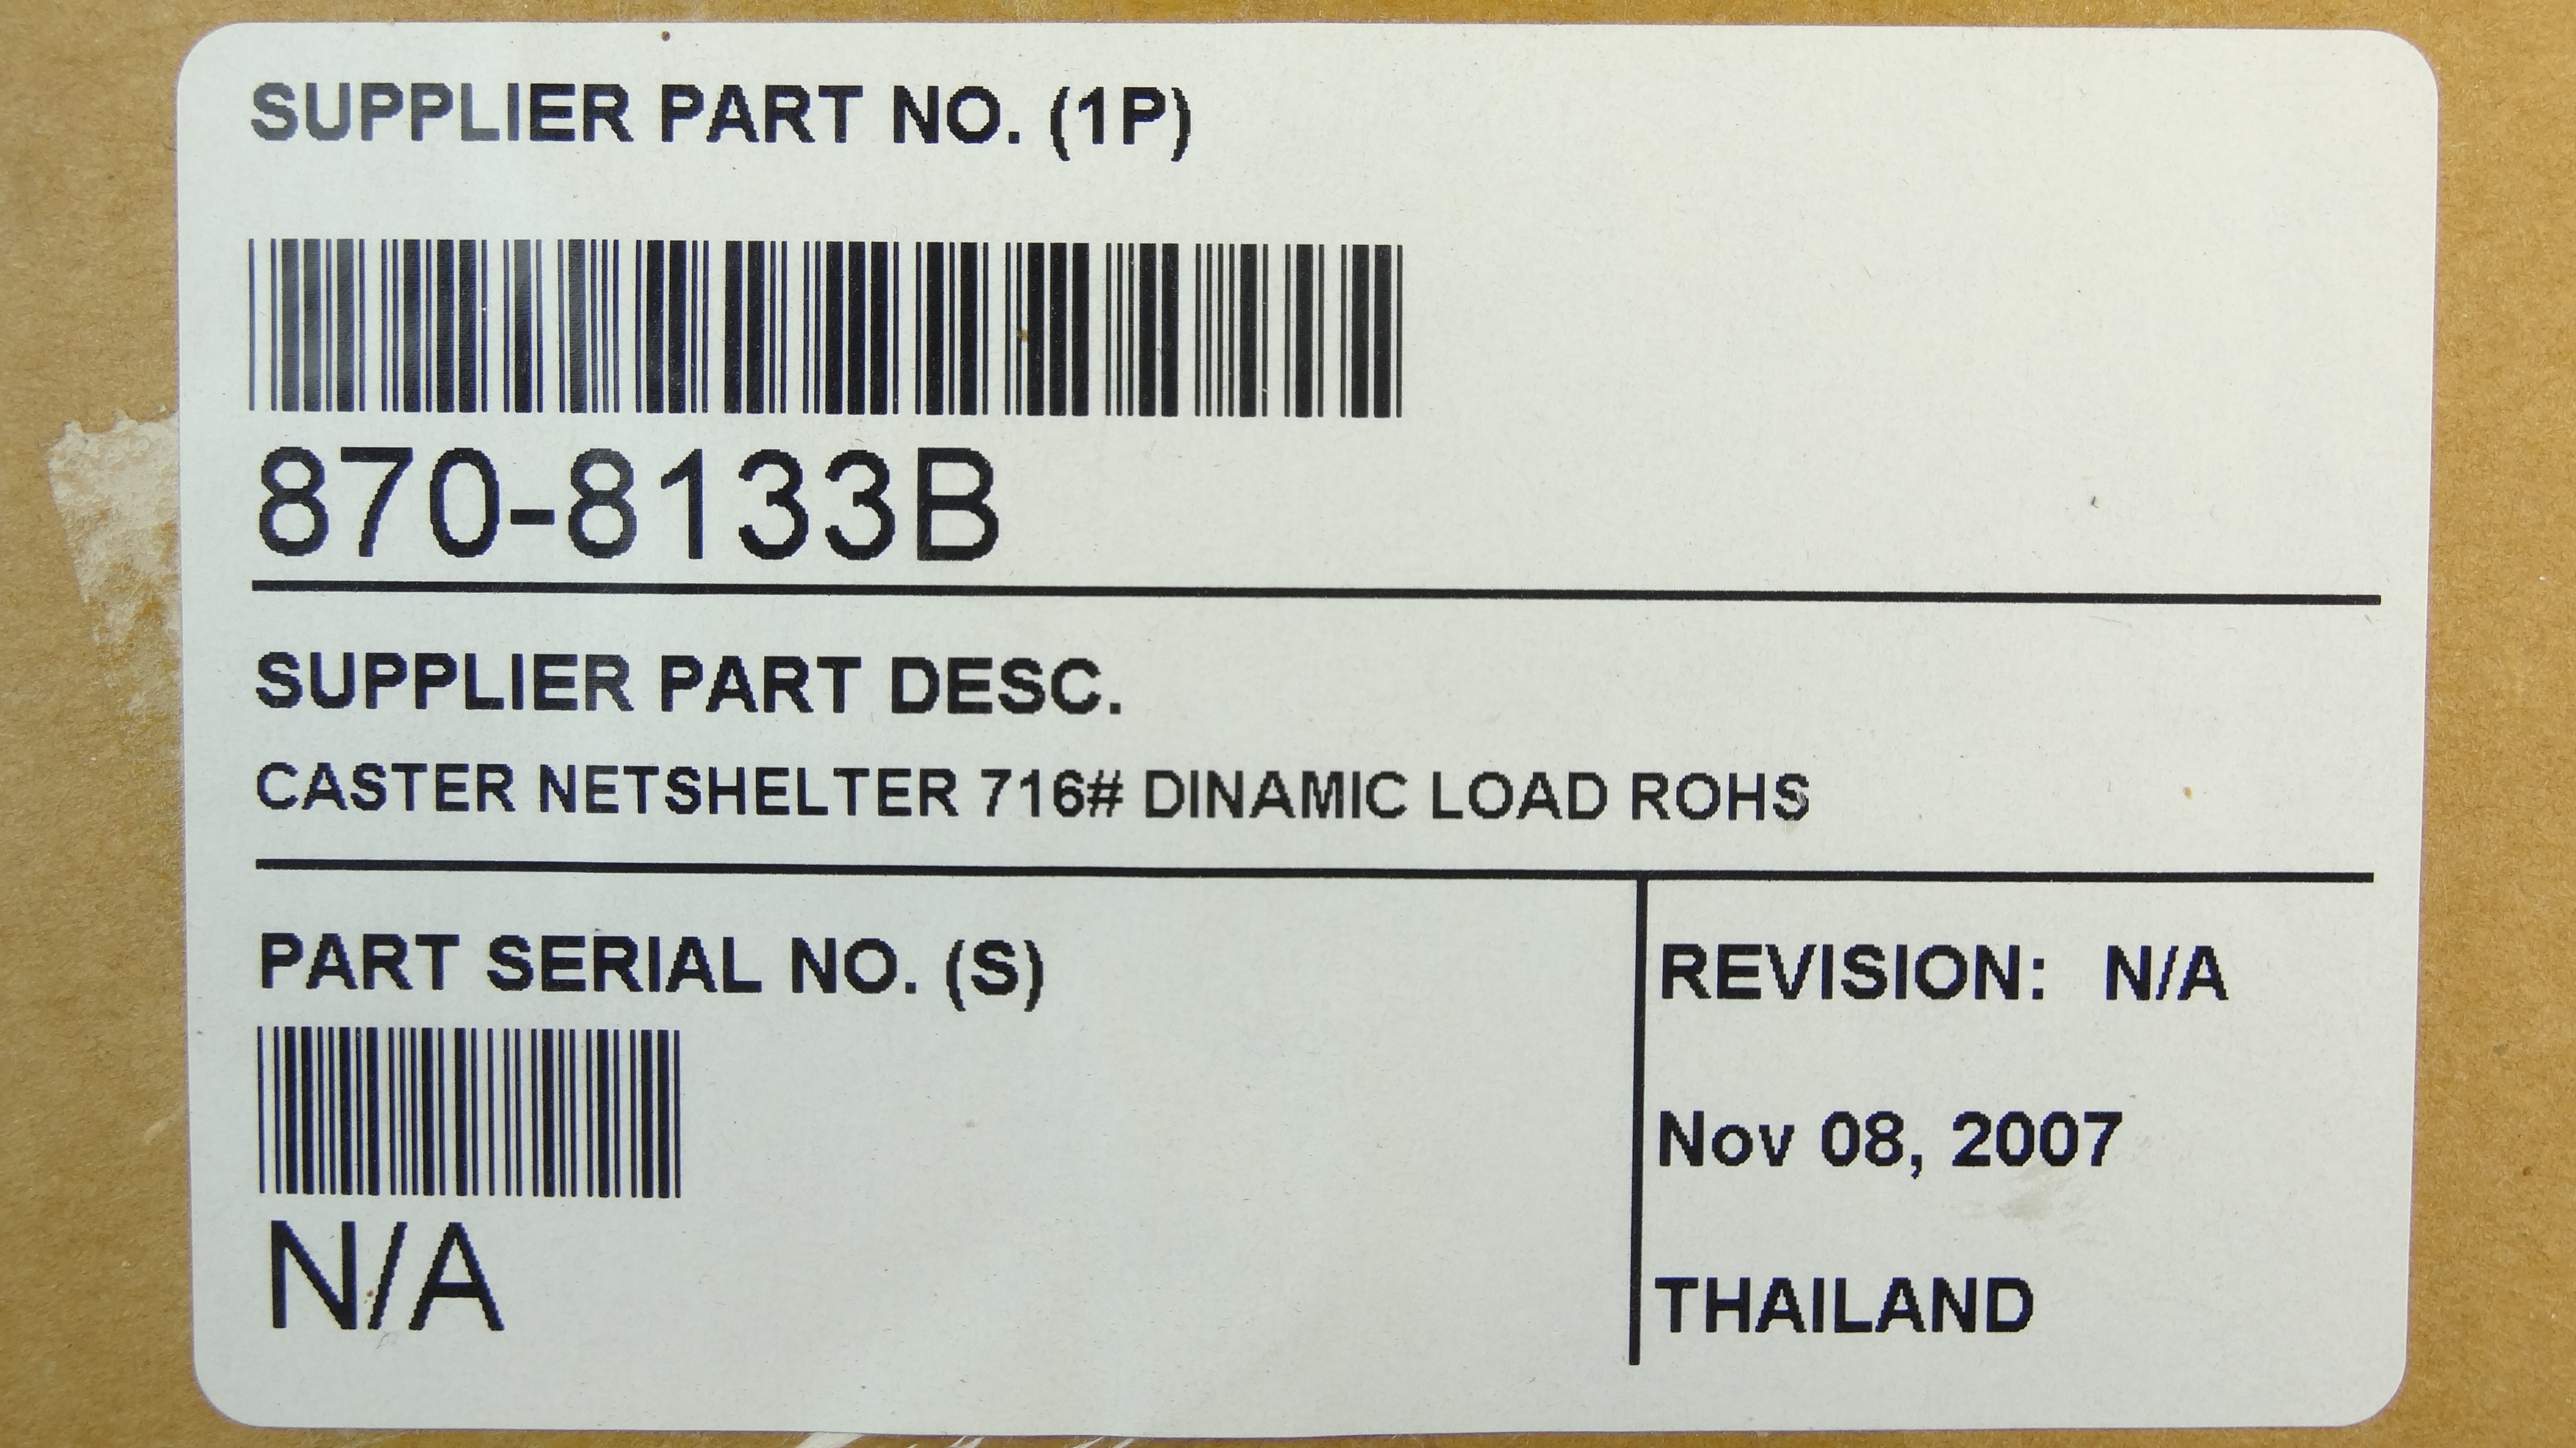 SUPPLIER PART NO. (1P)
870-8133B
SUPPLIER PART DESC.
CASTER NETSHELTER 716# DINAMIC LOAD ROHS
PART SERIAL NO. (S)
N/A
REVISION: N/A
Nov 08, 2007
THAILAND